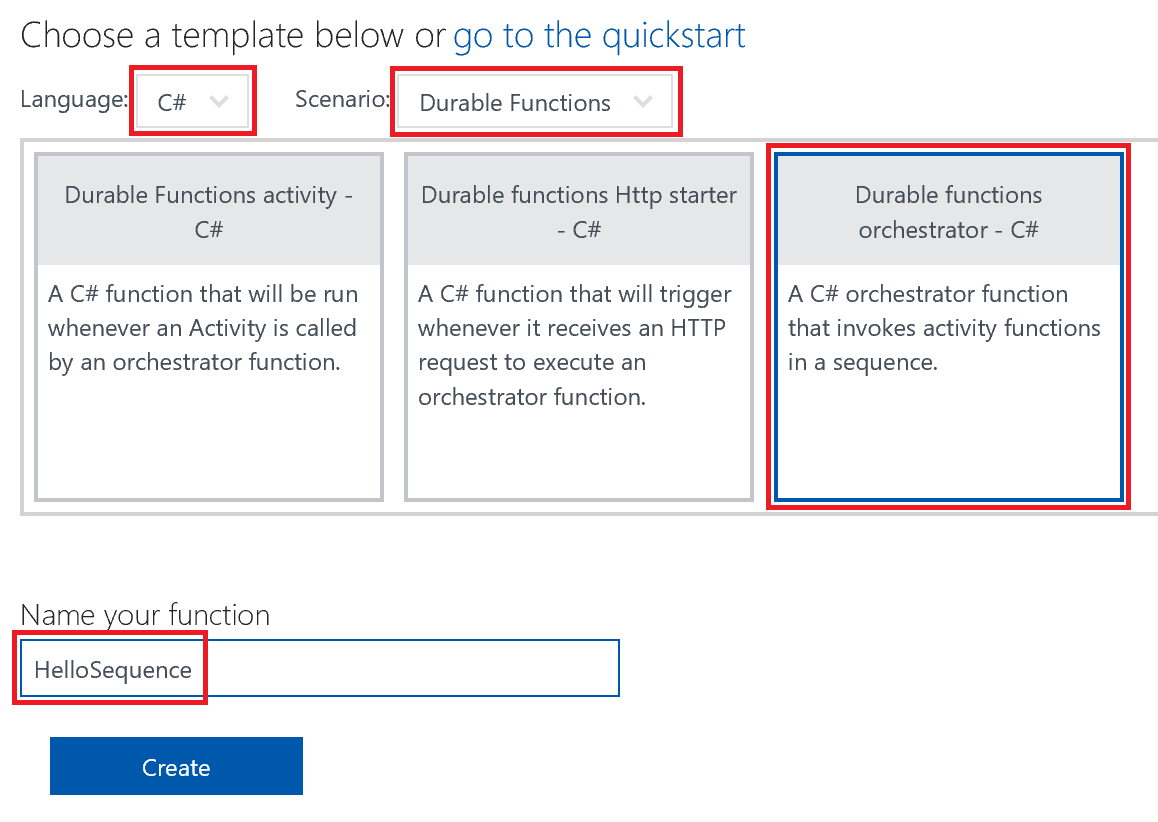 Choose a template below or go to the quickstart
Language: C# Scenario: Durable Functions
Durable Functions activity -
C#
A C# function that will be run
whenever an Activity is called
by an orchestrator function.
Durable functions Http starter
- C#
A C# function that will trigger
whenever it receives an HTTP
request to execute an
orchestrator function.
Durable functions
orchestrator - C#
A C# orchestrator function
that invokes activity functions
in a sequence.
Name your function
HelloSequence
Create